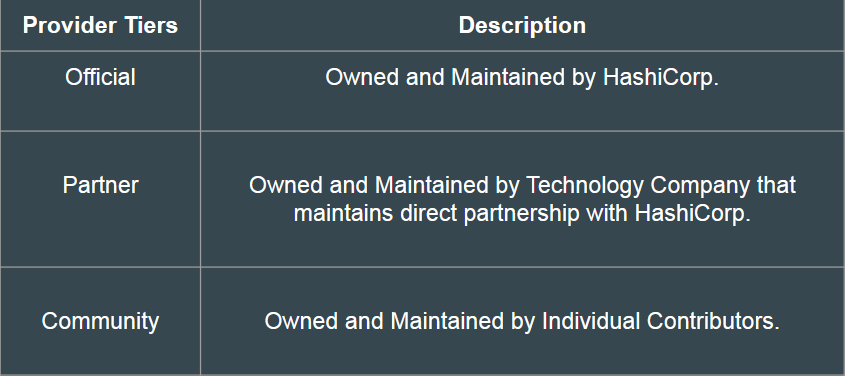 Provider Tiers
Description
Official
Owned and Maintained by HashiCorp.
Partner
Owned and Maintained by Technology Company that
maintains direct partnership with HashiCorp.
Community
Owned and Maintained by Individual Contributors.